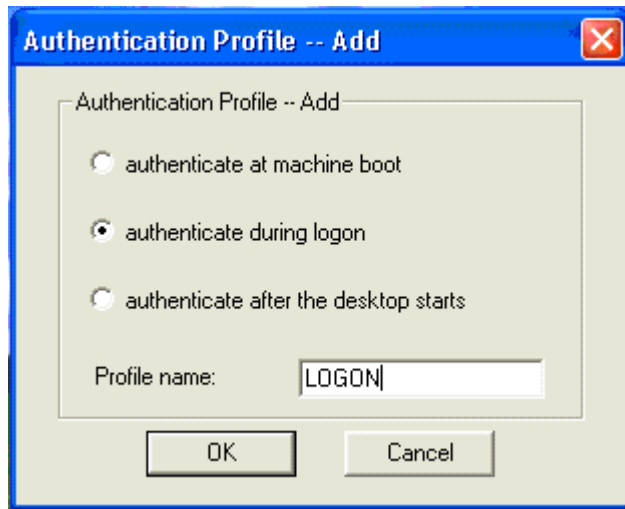 Authentication Profile -- Add
Authentication Profile -- Add
authenticate at machine boot
authenticate during logon
authenticate after the desktop starts
Profile name: LOGON
OK Cancel